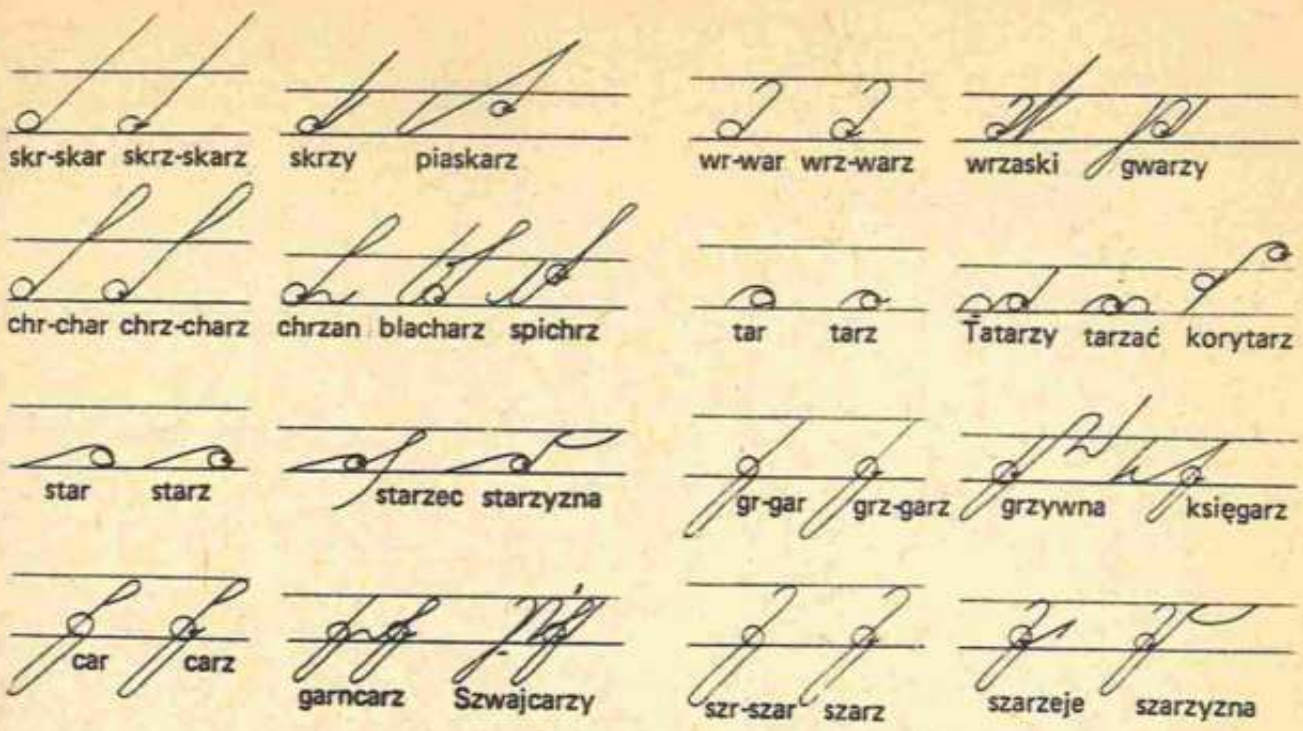 skr-skar skrz-skarz skrzy piaskarz wr-war wrz-warz wrzaski gwarzy
chr-char chrz-charz chrzan blacharz spichrz tar tarz Tatarzy tarzać korytarz
star starz starzec starzyzna gr-gar grz-garz grzywna księgarz
car carz garncarz Szwajcarzy szr-szar szarz szarzeje szarzyzna